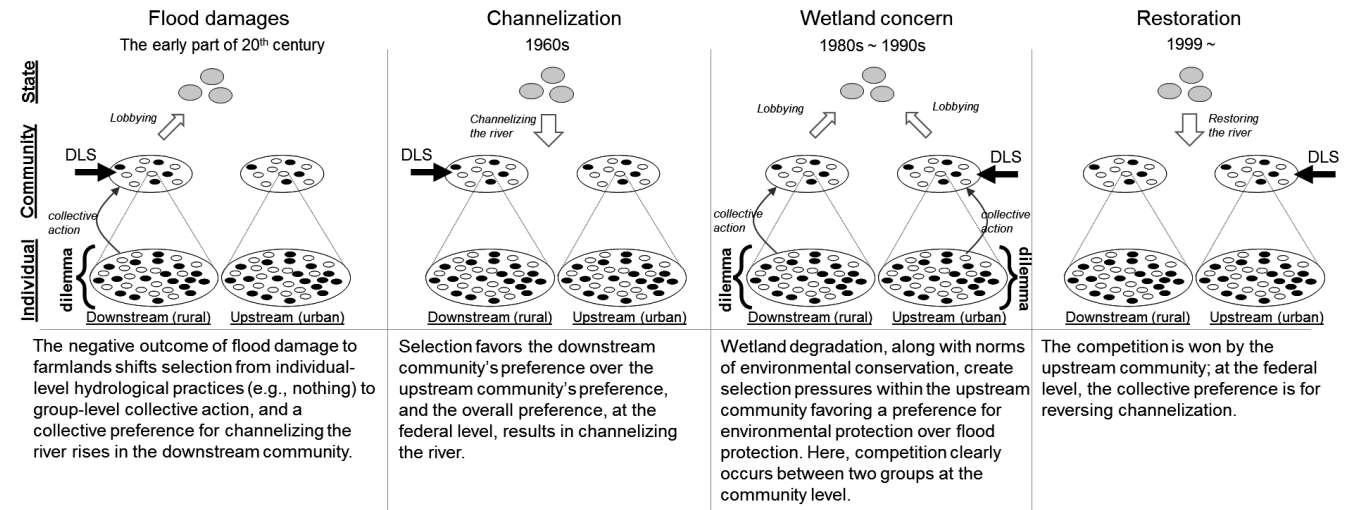 Flood damages
The early part of 20th century
Channelization
1960s
Wetland concern
1980s ~ 1990s
Restoration
1999 ~
State
Community
Individual
Lobbying
DLS
collective
action
dilemma
Downstream (rural)
Upstream (urban)
Channelizing
the river
DLS
Downstream (rural)
Upstream (urban)
Lobbying
Lobbying
DLS
collective
action
collective
action
dilemma
dilemma
Downstream (rural)
Upstream (urban)
Restoring
the river
DLS
Downstream (rural)
Upstream (urban)
The negative outcome of flood damage to
farmlands shifts selection from individual-
level hydrological practices (e.g., nothing) to
group-level collective action, and a
collective preference for channelizing the
river rises in the downstream community.
Selection favors the downstream
community's preference over the
upstream community's preference,
and the overall preference, at the
federal level, results in channelizing
the river.
Wetland degradation, along with norms
of environmental conservation, create
selection pressures within the upstream
community favoring a preference for
environmental protection over flood
protection. Here, competition clearly
occurs between two groups at the
community level.
The competition is won by the
upstream community; at the federal
level, the collective preference is for
reversing channelization.